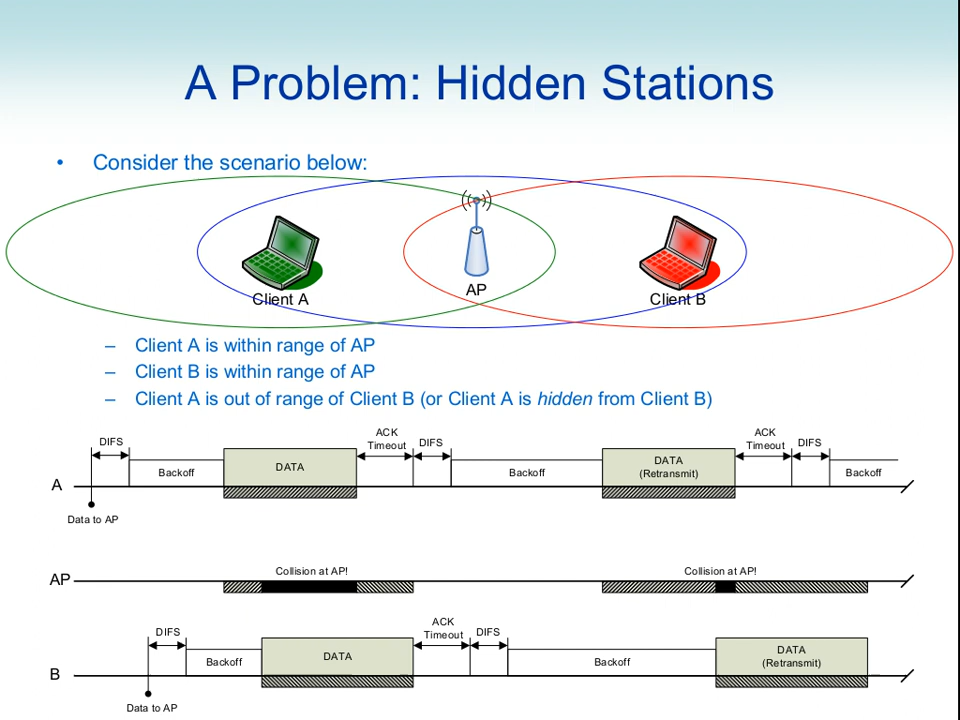 A Problem: Hidden Stations
• Consider the scenario below:
Client A
AP
Client B
– Client A is within range of AP
– Client B is within range of AP
– Client A is out of range of Client B (or Client A is hidden from Client B)
DIFS
ACK
Timeout
DIFS
ACK
Timeout
DIFS
Backoff
DATA
Backoff
DATA
(Retransmit)
Backoff
A
Data to AP
Collision at AP!
Collision at AP!
AP
DIFS
ACK
Timeout
DIFS
Backoff
DATA
Backoff
DATA
(Retransmit)
B
Data to AP